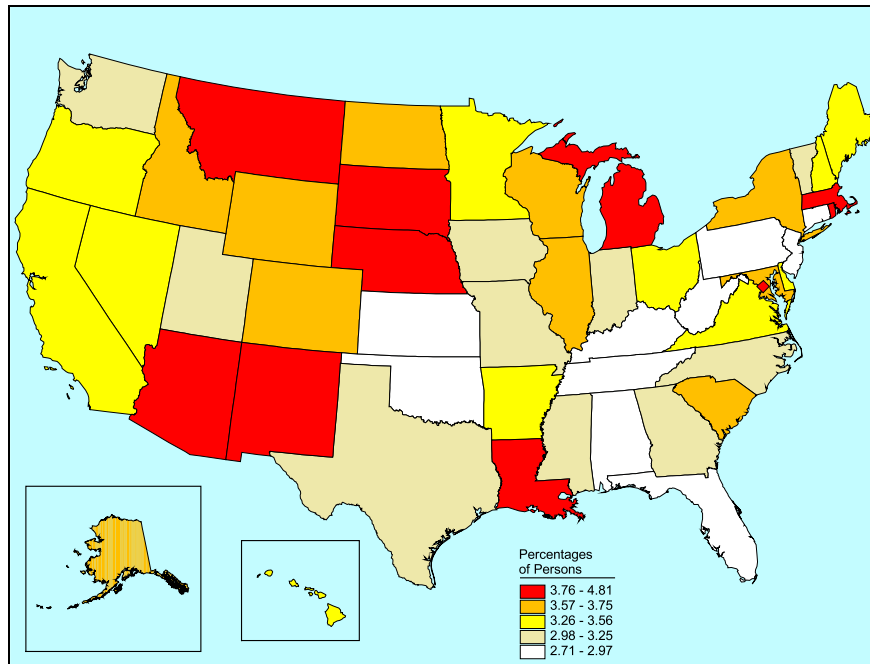 Percentages
of Persons
3.76 - 4.81
3.57 - 3.75
3.26 - 3.56
2.98 - 3.25
2.71 - 2.97